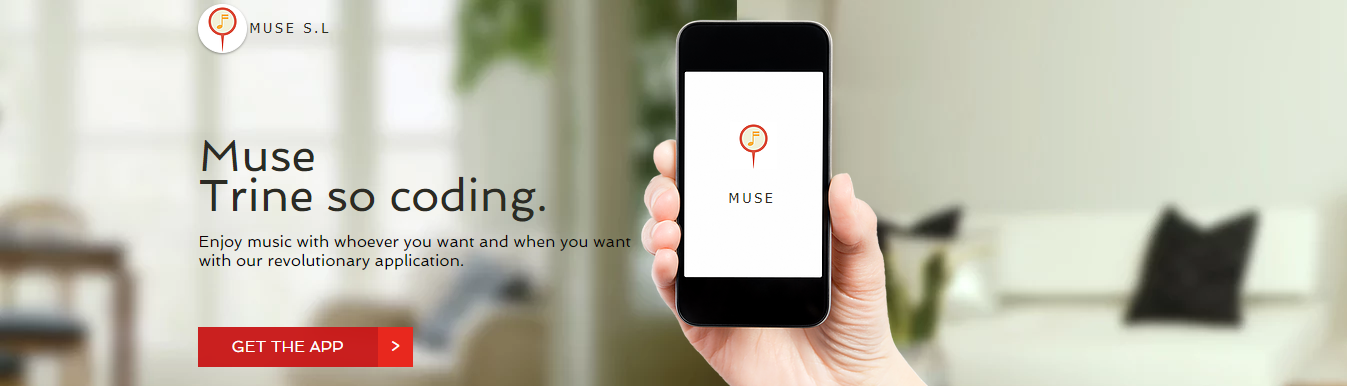 MUSE S.L
Muse
Trine so coding.
Enjoy music with whoever you want and when you want
with our revolutionary application.
GET THE APP >
MUSE